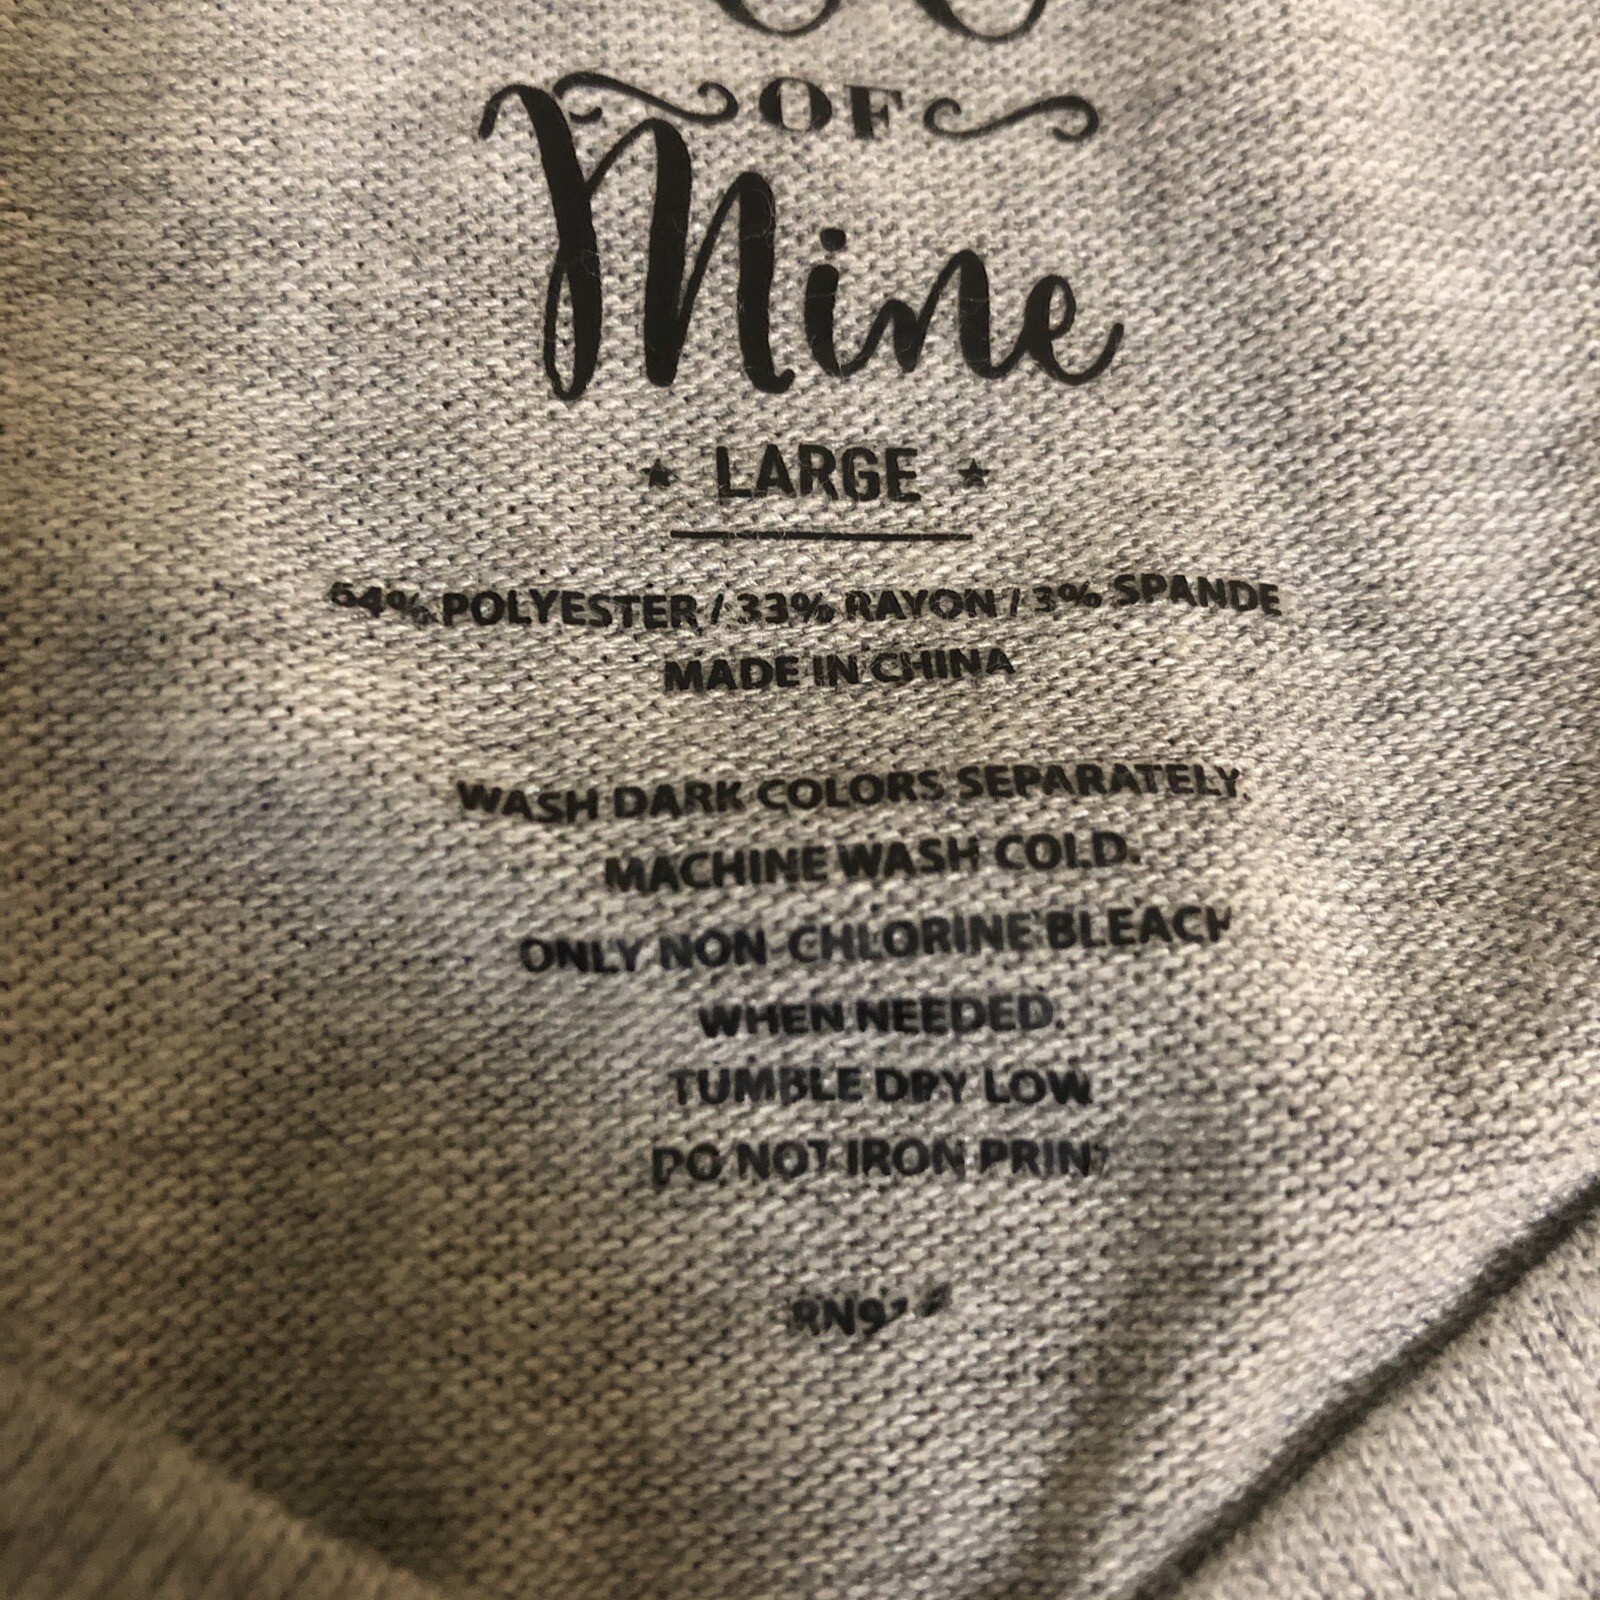 OF
Mine
LARGE
64% POLYESTER / 33% RAYON / 3% SPANDE
MADE IN CHINA
WASH DARK COLORS SEPARATELY.
MACHINE WASH COLD.
ONLY NON-CHLORINE BLEACH
WHEN NEEDED.
TUMBLE DRY LOW
DO NOT IRON PRINT